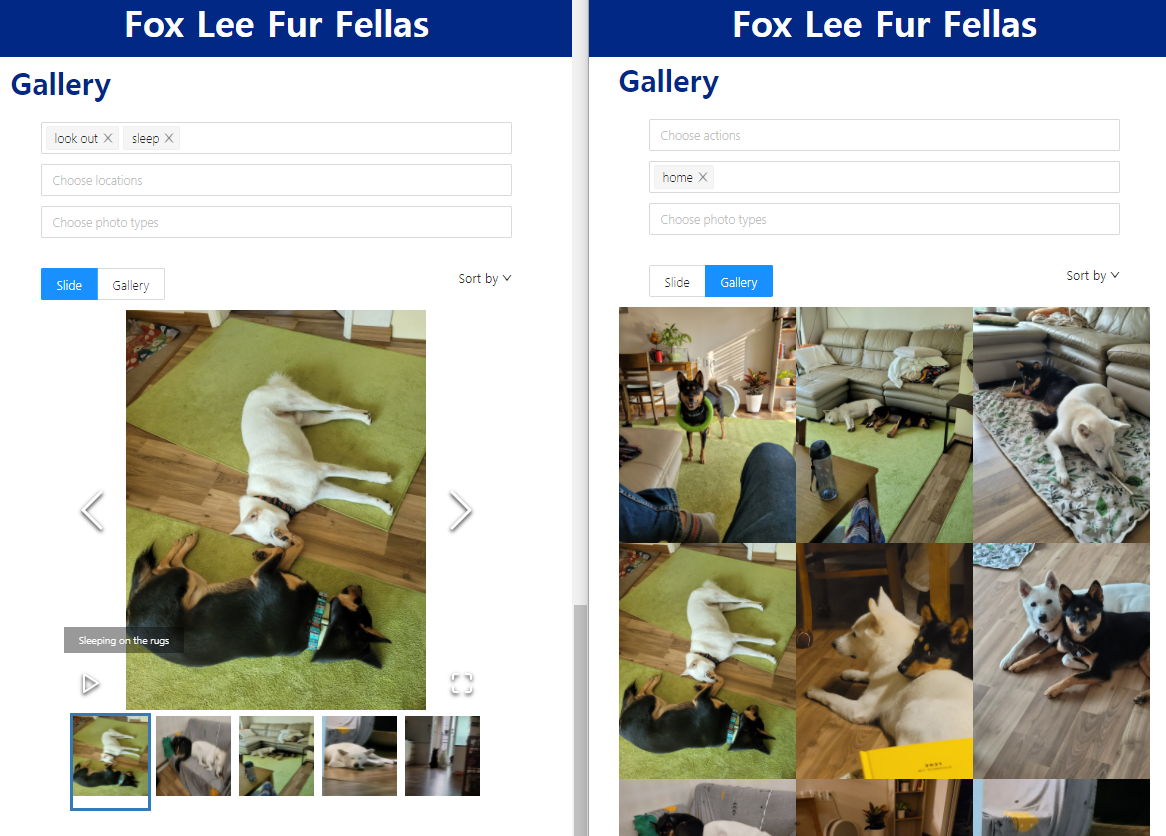 Fox Lee Fur Fellas
Gallery
look out
sleep
Choose locations
Choose photo types
Slide
Gallery
Sort by
Sleeping on the rugs
Fox Lee Fur Fellas
Gallery
Choose actions
home
Choose photo types
Slide
Gallery
Sort by